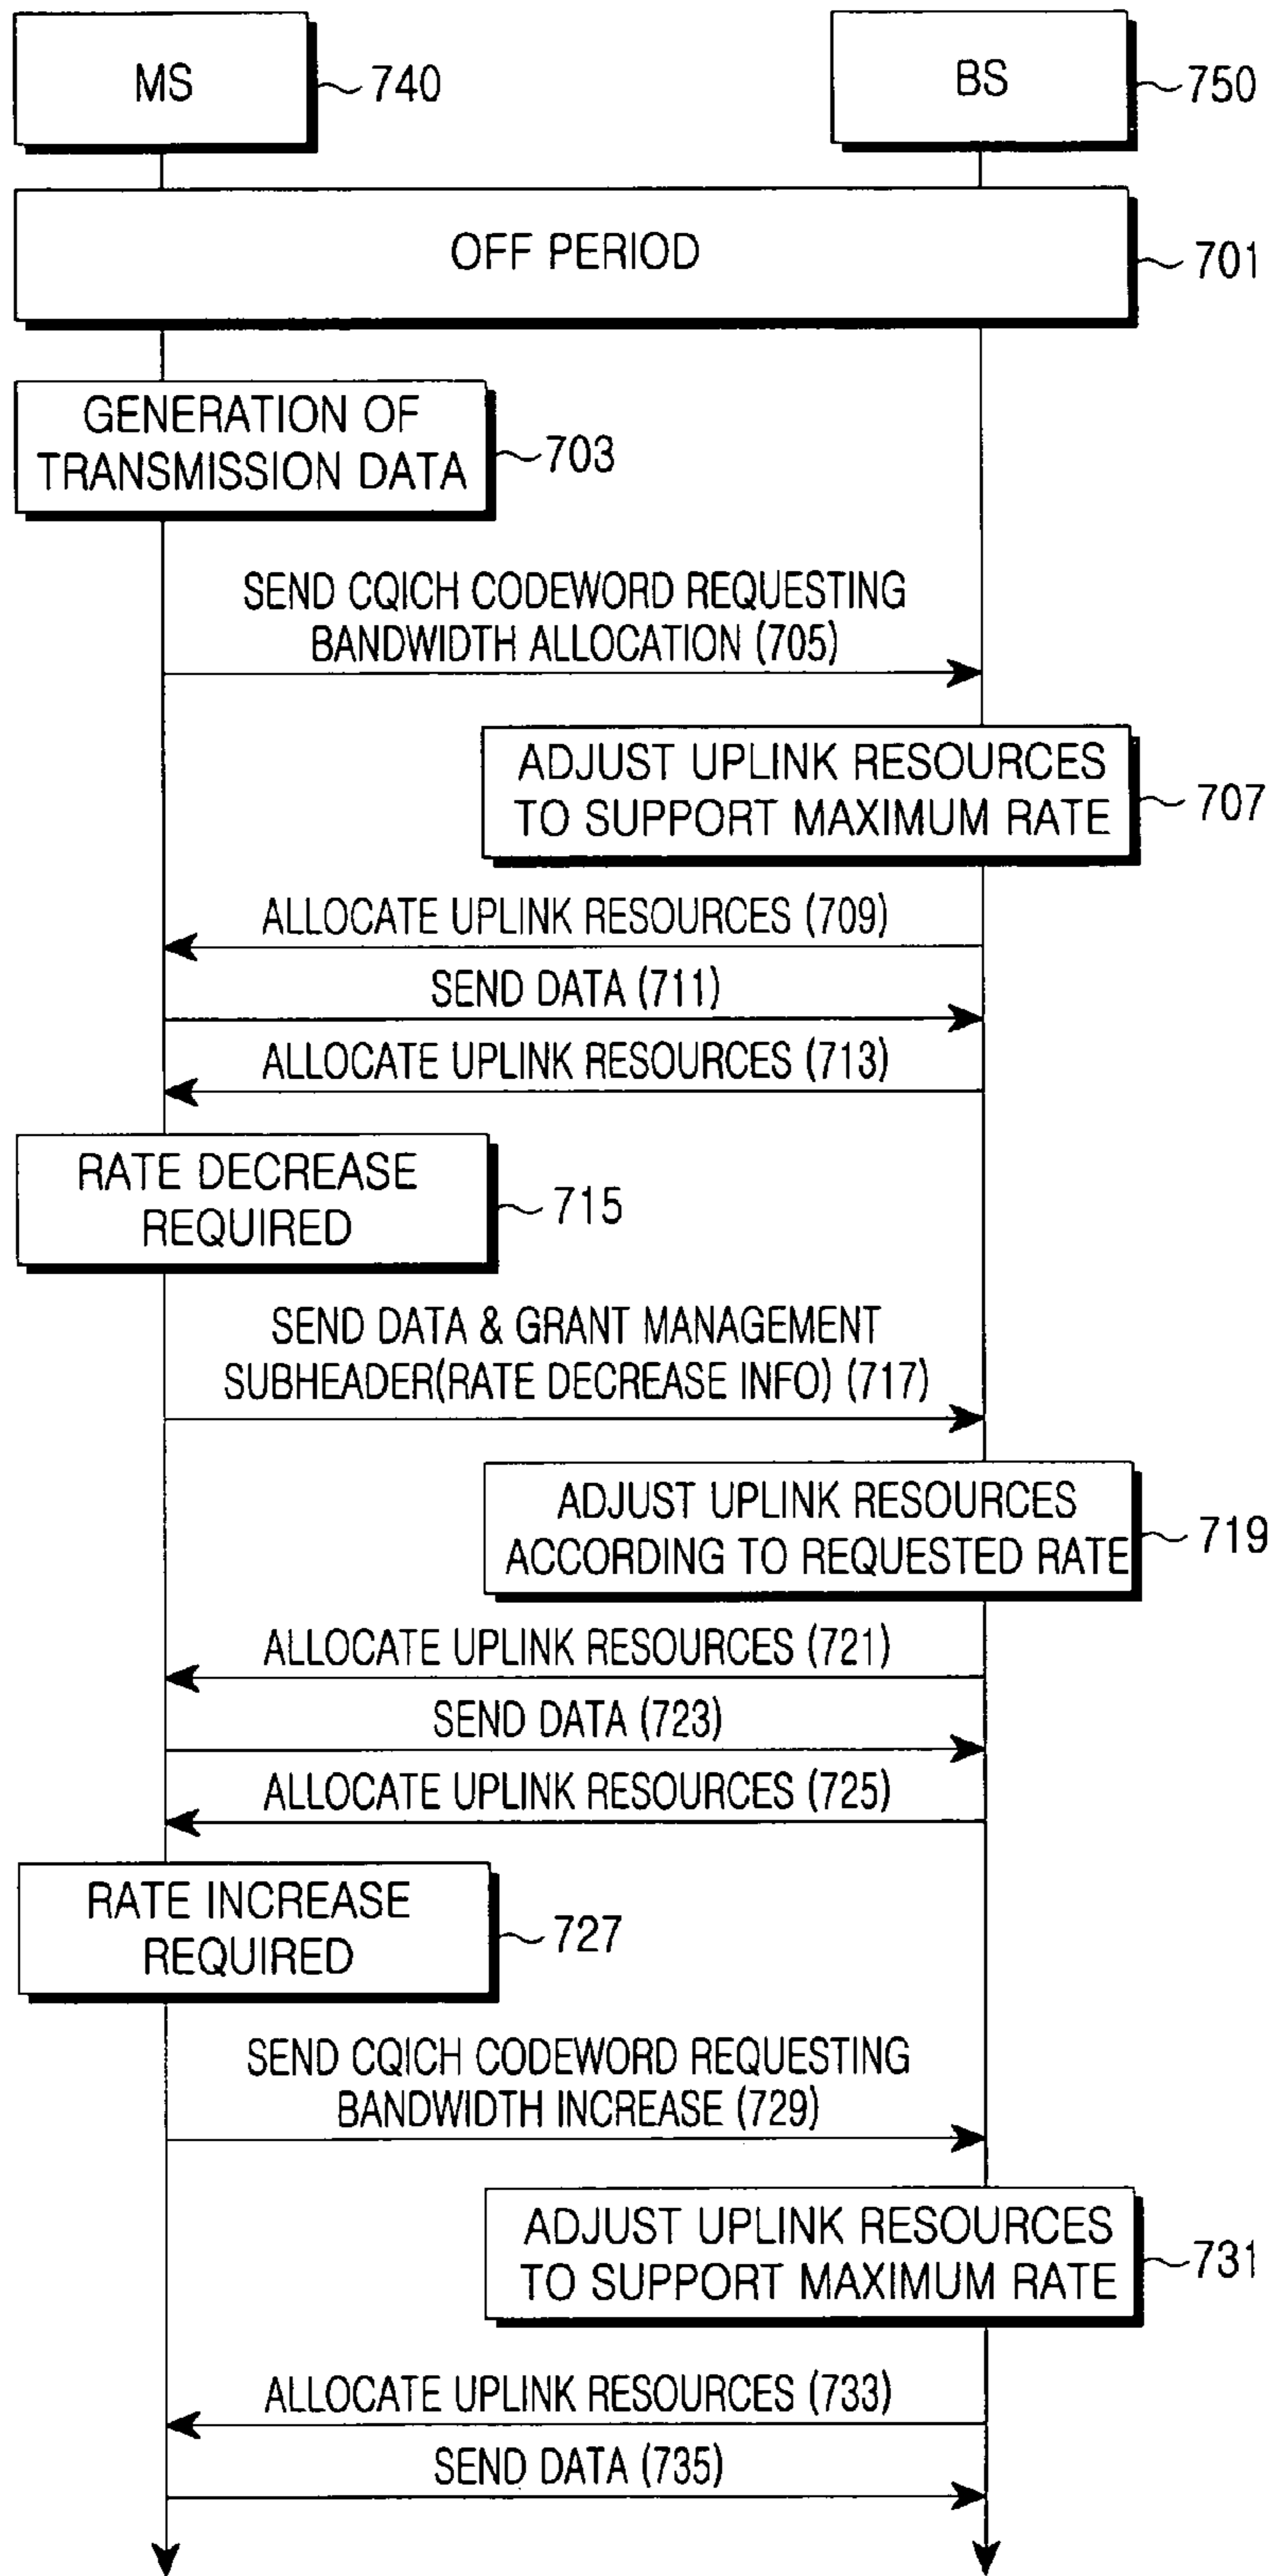 MS
740
BS
750
OFF PERIOD
701
GENERATION OF
TRANSMISSION DATA
703
SEND CQICH CODEWORD REQUESTING
BANDWIDTH ALLOCATION (705)
ADJUST UPLINK RESOURCES
TO SUPPORT MAXIMUM RATE
707
ALLOCATE UPLINK RESOURCES (709)
SEND DATA (711)
ALLOCATE UPLINK RESOURCES (713)
RATE DECREASE
REQUIRED
715
SEND DATA & GRANT MANAGEMENT
SUBHEADER(RATE DECREASE INFO) (717)
ADJUST UPLINK RESOURCES
ACCORDING TO REQUESTED RATE
719
ALLOCATE UPLINK RESOURCES (721)
SEND DATA (723)
ALLOCATE UPLINK RESOURCES (725)
RATE INCREASE
REQUIRED
727
SEND CQICH CODEWORD REQUESTING
BANDWIDTH INCREASE (729)
ADJUST UPLINK RESOURCES
TO SUPPORT MAXIMUM RATE
731
ALLOCATE UPLINK RESOURCES (733)
SEND DATA (735)